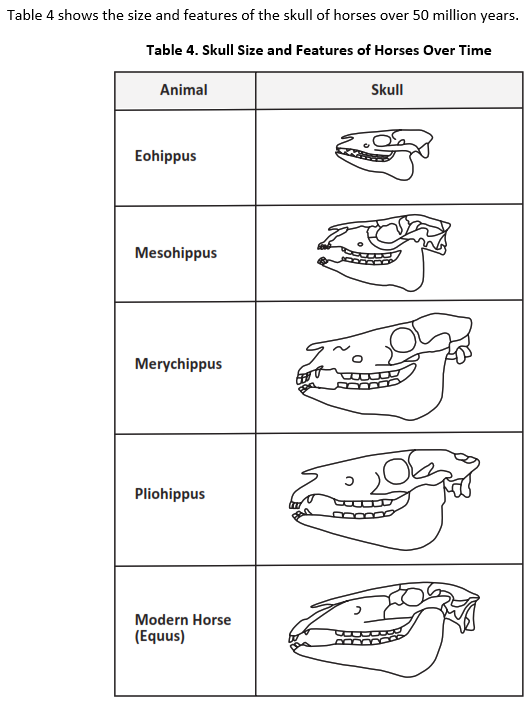 Table 4 shows the size and features of the skull of horses over 50 million years.
Table 4. Skull Size and Features of Horses Over Time
Animal Skull
Eohippus
Mesohippus
Merychippus
Pliohippus
Modern Horse
(Equus)